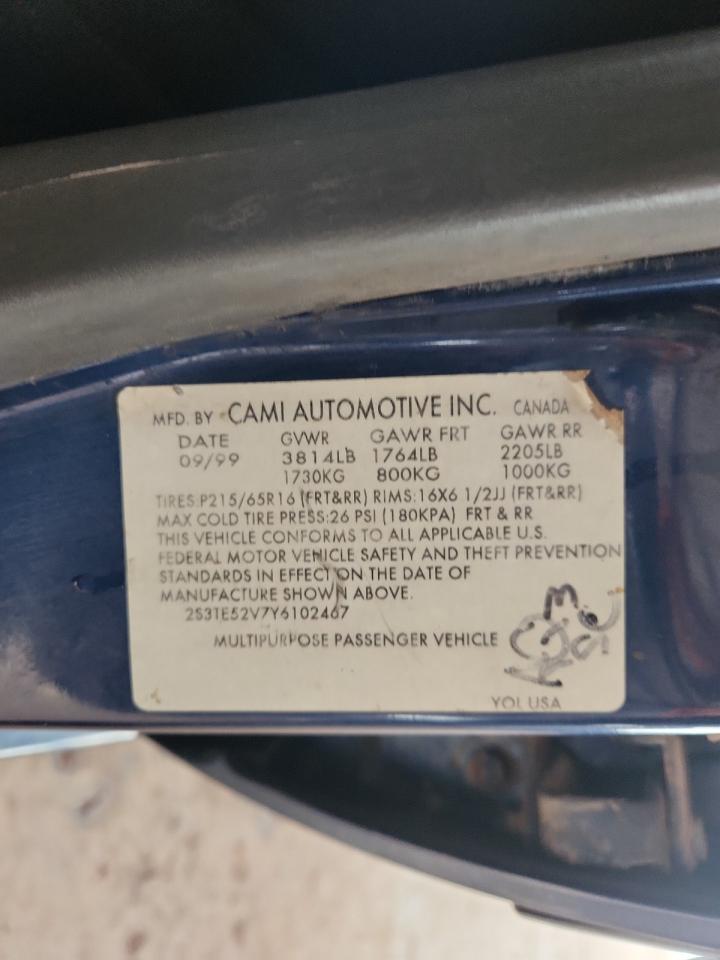 MFD. BY CAMI AUTOMOTIVE INC. CANADA
DATE GVWR GAWR FRT GAWR RR
09/99 3814LB 1764LB 2205LB
1730KG 800KG 1000KG
TIRES:P215/65R16 (FRT&RR) RIMS:16X6 1/2JJ (FRT&RR)
MAX COLD TIRE PRESS:26 PSI (180KPA) FRT & RR
THIS VEHICLE CONFORMS TO ALL APPLICABLE U.S.
FEDERAL MOTOR VEHICLE SAFETY AND THEFT PREVENTION
STANDARDS IN EFFECT ON THE DATE OF
MANUFACTURE SHOWN ABOVE.
2S3TE52V7Y6102467
MULTIPURPOSE PASSENGER VEHICLE
YOL USA